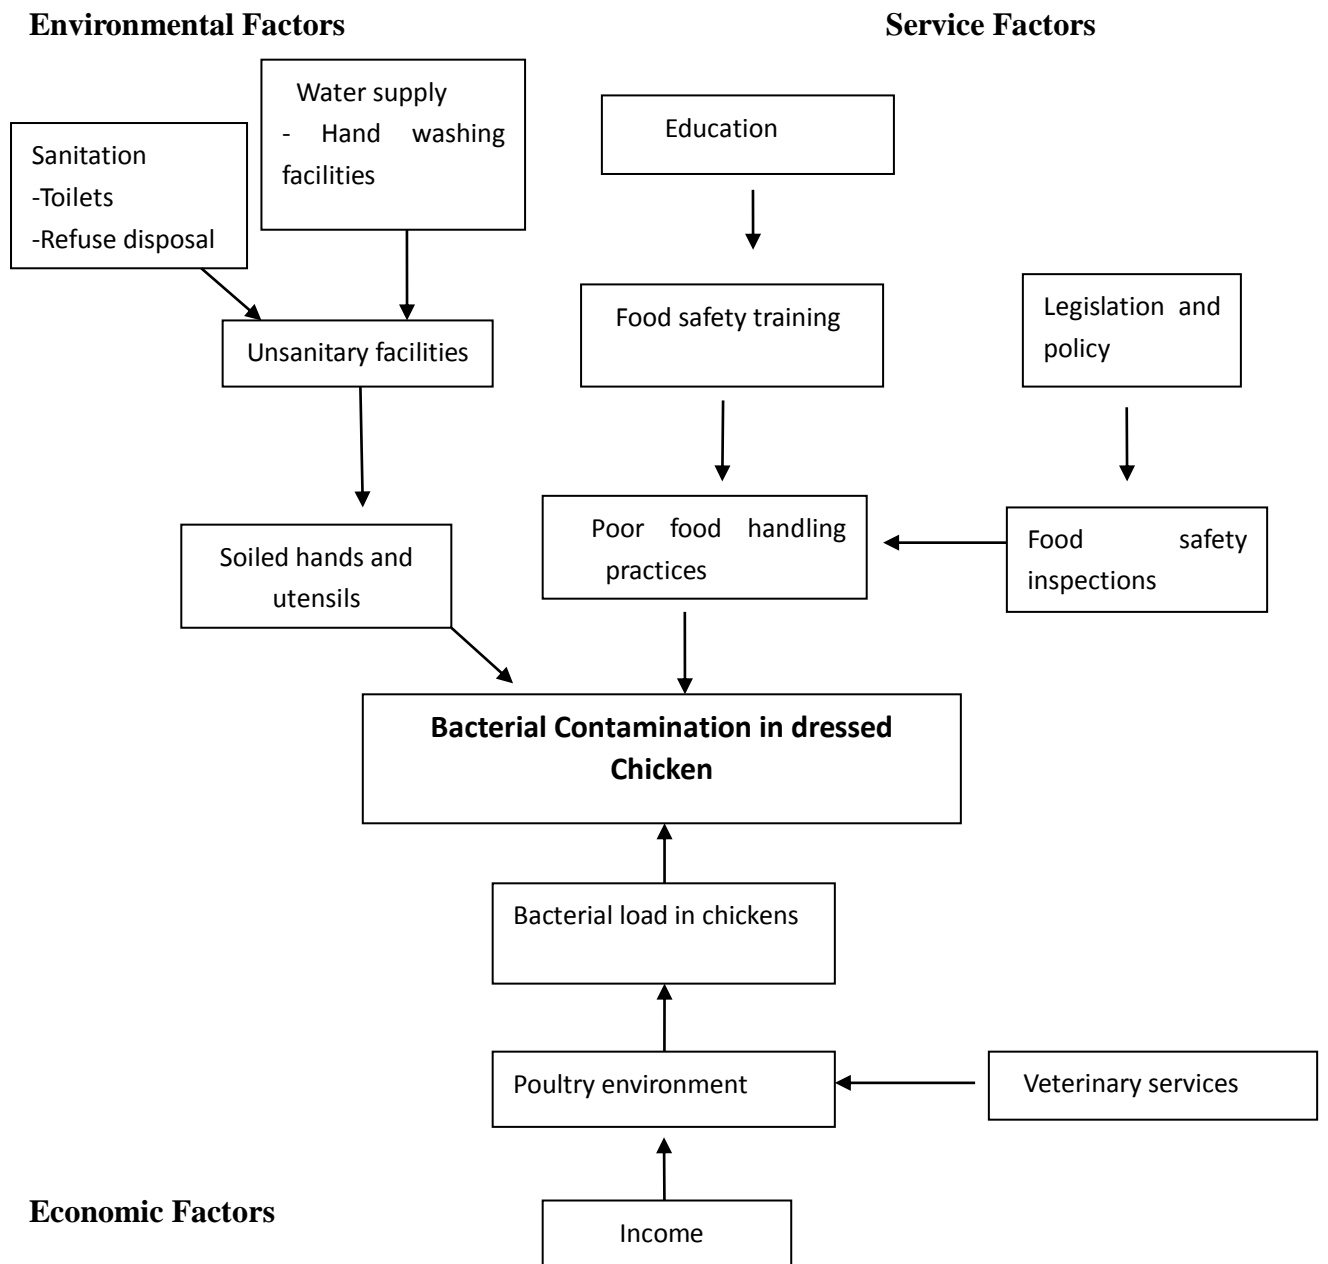 Environmental Factors
Service Factors
Water supply
- Hand washing
facilities
Education
Sanitation
-Toilets
-Refuse disposal
Food safety training
Legislation and
policy
Unsanitary facilities
Poor food handling
practices
Food safety
inspections
Soiled hands and
utensils
Bacterial Contamination in dressed
Chicken
Bacterial load in chickens
Poultry environment
Veterinary services
Economic Factors
Income